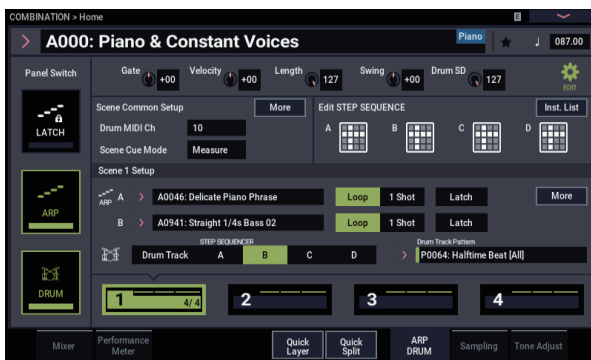 COMBINATION > Home E
A000: Piano & Constant Voices Piano ♩ 087.00
Panel Switch Gate +00 Velocity +00 Length 127 Swing +00 Drum SD 127 EDIT
Scene Common Setup More Edit STEP SEQUENCE Inst. List
LATCH Drum MIDI Ch 10 A B C D
Scene Cue Mode Measure
Scene 1 Setup
ARP A > A0046: Delicate Piano Phrase Loop 1 Shot Latch More
ARP B > A0941: Straight 1/4s Bass 02 Loop 1 Shot Latch
STEP SEQUENCER Drum Track Pattern
Drum Track A B C D > P0064: Halftime Beat [All]
DRUM 1 4/4 2 3 4
Mixer Performance Meter Quick Layer Quick Split ARP DRUM Sampling Tone Adjust